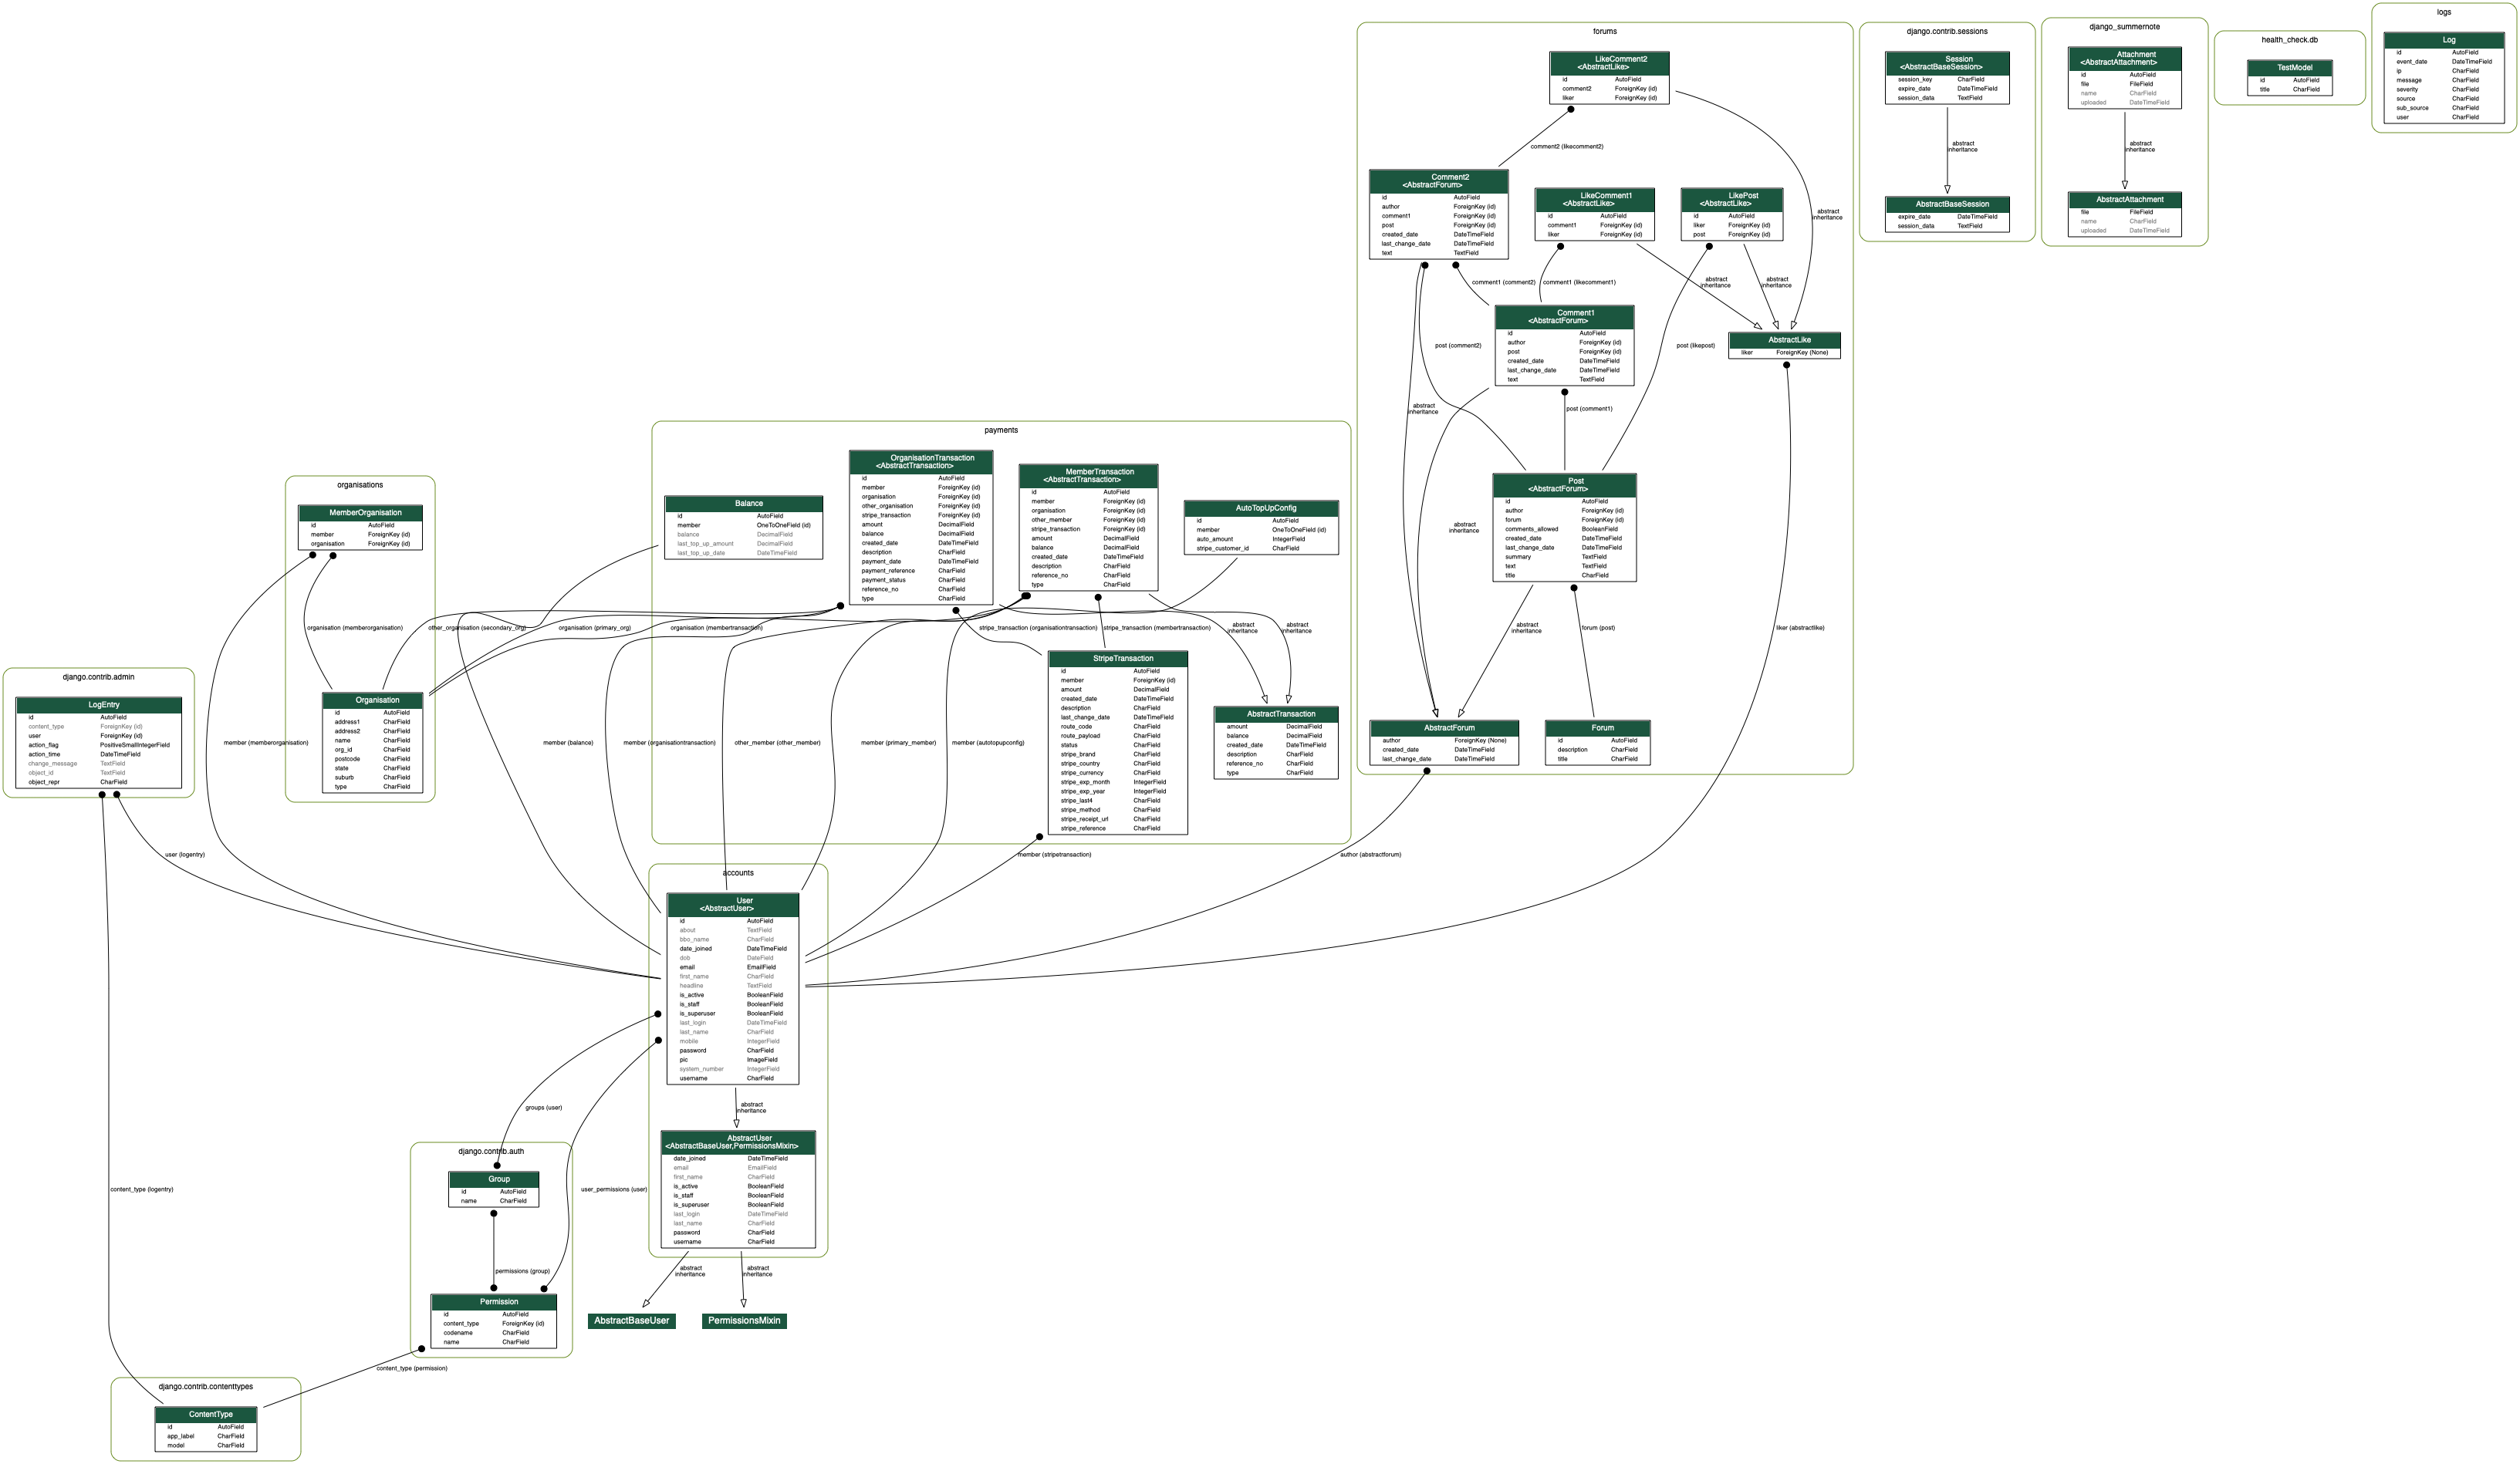 forums
LikeComment2
<AbstractLike>
id AutoField
comment2 ForeignKey (id)
liker ForeignKey (id)
comment2 (likecomment2)
abstract
inheritance
Comment2
<AbstractForum>
id AutoField
author ForeignKey (id)
comment1 ForeignKey (id)
post ForeignKey (id)
created_date DateTimeField
last_change_date DateTimeField
text TextField
LikeComment1
<AbstractLike>
id AutoField
comment1 ForeignKey (id)
liker ForeignKey (id)
LikePost
<AbstractLike>
id AutoField
liker ForeignKey (id)
post ForeignKey (id)
comment1 (comment2)
comment1 (likecomment1)
abstract
inheritance
abstract
inheritance
Comment1
<AbstractForum>
id AutoField
author ForeignKey (id)
post ForeignKey (id)
created_date DateTimeField
last_change_date DateTimeField
text TextField
post (comment2)
post (likepost)
AbstractLike
liker ForeignKey (None)
abstract
inheritance
post (comment1)
Post
<AbstractForum>
id AutoField
author ForeignKey (id)
forum ForeignKey (id)
comments_allowed BooleanField
created_date DateTimeField
last_change_date DateTimeField
summary TextField
text TextField
title CharField
abstract
inheritance
abstract
inheritance
forum (post)
liker (abstractlike)
AbstractForum
author ForeignKey (None)
created_date DateTimeField
last_change_date DateTimeField
Forum
id AutoField
description CharField
title CharField
django.contrib.sessions
Session
<AbstractBaseSession>
session_key CharField
expire_date DateTimeField
session_data TextField
abstract
inheritance
AbstractBaseSession
expire_date DateTimeField
session_data TextField
django_summernote
Attachment
<AbstractAttachment>
id AutoField
file FileField
name CharField
uploaded DateTimeField
abstract
inheritance
AbstractAttachment
file FileField
name CharField
uploaded DateTimeField
health_check.db
TestModel
id AutoField
title CharField
logs
Log
id AutoField
event_date DateTimeField
ip CharField
message CharField
severity CharField
source CharField
sub_source CharField
user CharField
payments
Balance
id AutoField
member OneToOneField (id)
balance DecimalField
last_top_up_amount DecimalField
last_top_up_date DateTimeField
OrganisationTransaction
<AbstractTransaction>
id AutoField
member ForeignKey (id)
organisation ForeignKey (id)
other_organisation ForeignKey (id)
stripe_transaction ForeignKey (id)
amount DecimalField
balance DecimalField
created_date DateTimeField
description CharField
payment_date DateTimeField
payment_reference CharField
payment_status CharField
reference_no CharField
type CharField
MemberTransaction
<AbstractTransaction>
id AutoField
member ForeignKey (id)
organisation ForeignKey (id)
other_member ForeignKey (id)
stripe_transaction ForeignKey (id)
amount DecimalField
balance DecimalField
created_date DateTimeField
description CharField
reference_no CharField
type CharField
AutoTopUpConfig
id AutoField
member OneToOneField (id)
auto_amount IntegerField
stripe_customer_id CharField
organisations
MemberOrganisation
id AutoField
member ForeignKey (id)
organisation ForeignKey (id)
organisation (memberorganisation)
other_organisation (secondary_org)
organisation (primary_org)
organisation (membertransaction)
stripe_transaction (organisationtransaction)
stripe_transaction (membertransaction)
abstract
inheritance
abstract
inheritance
StripeTransaction
id AutoField
member ForeignKey (id)
amount DecimalField
created_date DateTimeField
description CharField
last_change_date DateTimeField
route_code CharField
route_payload CharField
status CharField
stripe_brand CharField
stripe_country CharField
stripe_currency CharField
stripe_exp_month IntegerField
stripe_exp_year IntegerField
stripe_last4 CharField
stripe_method CharField
stripe_receipt_url CharField
stripe_reference CharField
AbstractTransaction
amount DecimalField
balance DecimalField
created_date DateTimeField
description CharField
reference_no CharField
type CharField
Organisation
id AutoField
address1 CharField
address2 CharField
name CharField
org_id CharField
postcode CharField
state CharField
suburb CharField
type CharField
django.contrib.admin
LogEntry
id AutoField
content_type ForeignKey (id)
user ForeignKey (id)
action_flag PositiveSmallIntegerField
action_time DateTimeField
change_message TextField
object_id TextField
object_repr CharField
member (memberorganisation)
member (balance)
member (organisationtransaction)
other_member (other_member)
member (primary_member)
member (autotopupconfig)
user (logentry)
member (stripetransaction)
author (abstractforum)
accounts
User
<AbstractUser>
id AutoField
about TextField
bbo_name CharField
date_joined DateTimeField
dob DateField
email EmailField
first_name CharField
headline TextField
is_active BooleanField
is_staff BooleanField
is_superuser BooleanField
last_login DateTimeField
last_name CharField
mobile IntegerField
password CharField
pic ImageField
system_number IntegerField
username CharField
groups (user)
abstract
inheritance
AbstractUser
<AbstractBaseUser,PermissionsMixin>
date_joined DateTimeField
email EmailField
first_name CharField
is_active BooleanField
is_staff BooleanField
is_superuser BooleanField
last_login DateTimeField
last_name CharField
password CharField
username CharField
django.contrib.auth
Group
id AutoField
name CharField
content_type (logentry)
user_permissions (user)
permissions (group)
abstract
inheritance
abstract
inheritance
Permission
id AutoField
content_type ForeignKey (id)
codename CharField
name CharField
AbstractBaseUser
PermissionsMixin
content_type (permission)
django.contrib.contenttypes
ContentType
id AutoField
app_label CharField
model CharField